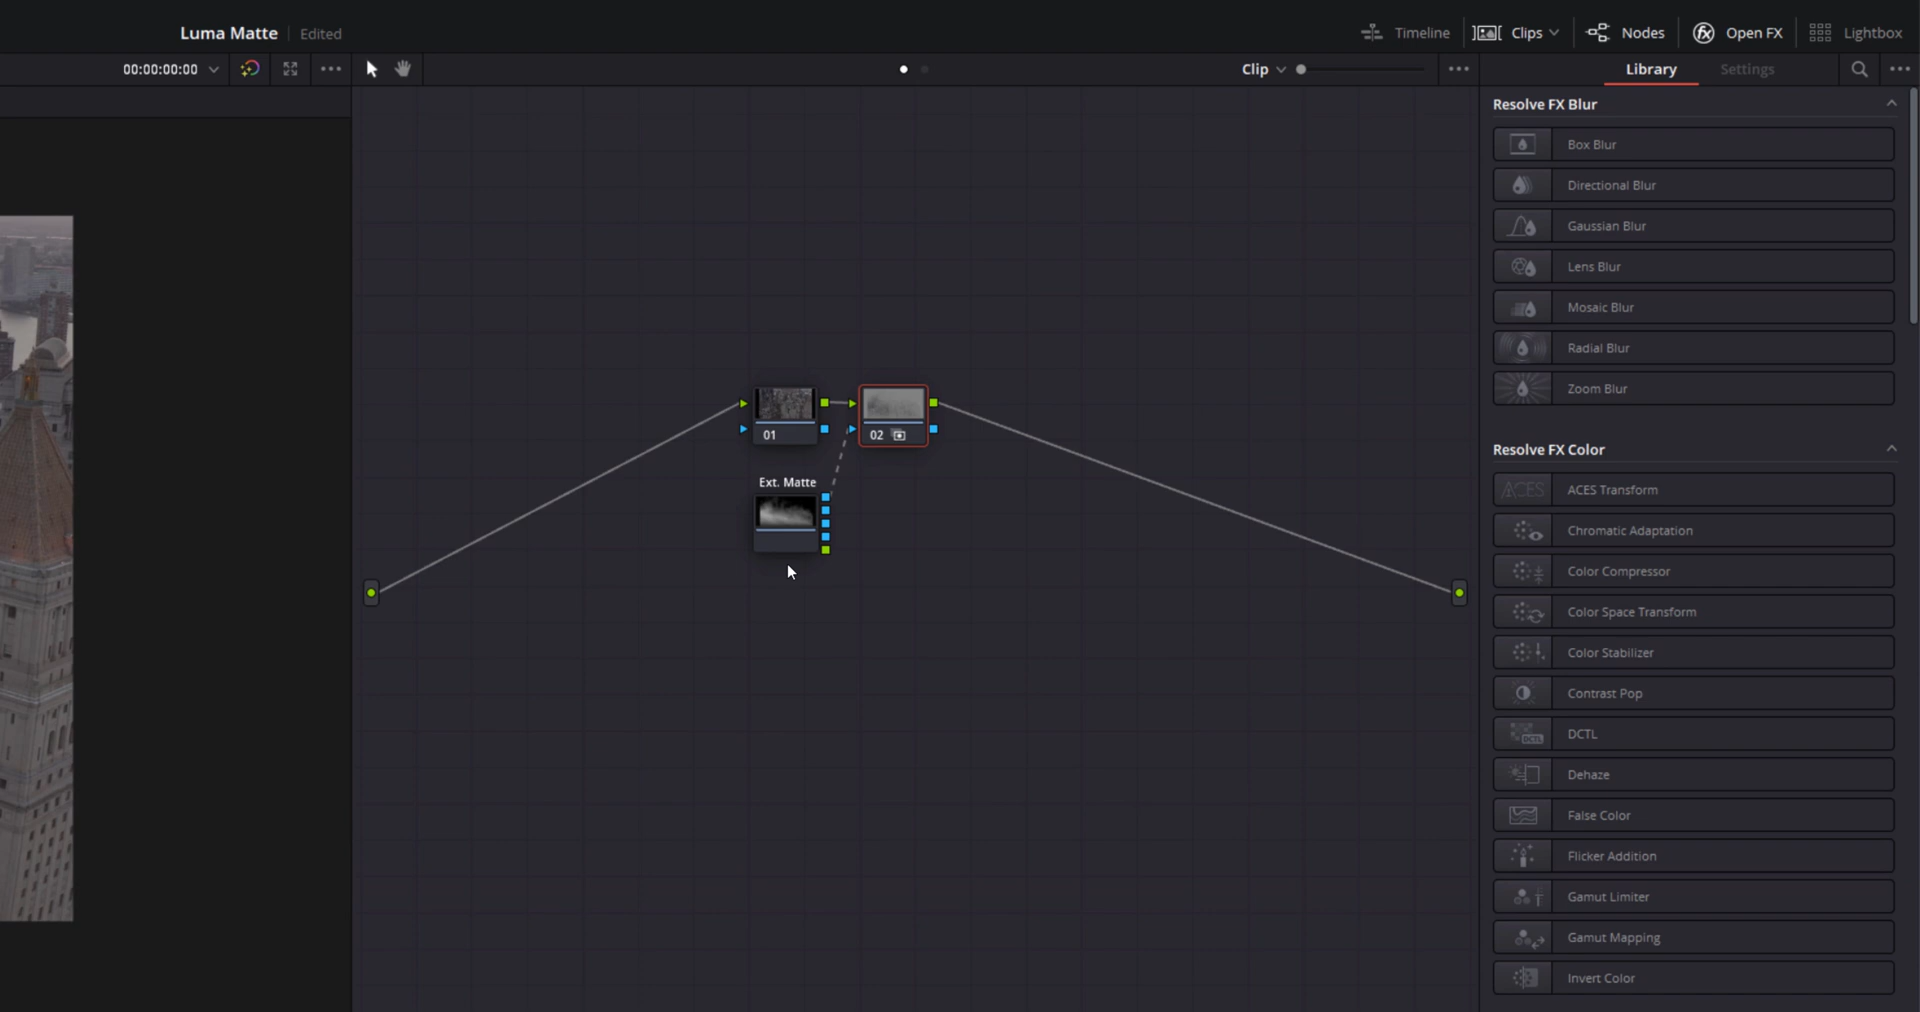 Luma Matte
Edited
Timeline
Clips
Nodes
Open FX
Lightbox
00:00:00:00
Clip
Library
Settings
Resolve FX Blur
Box Blur
Directional Blur
Gaussian Blur
Lens Blur
Mosaic Blur
Radial Blur
Zoom Blur
01
02
Ext. Matte
Resolve FX Color
ACES
ACES Transform
Chromatic Adaptation
Color Compressor
Color Space Transform
Color Stabilizer
Contrast Pop
DCTL
DCTL
Dehaze
False Color
Flicker Addition
Gamut Limiter
Gamut Mapping
Invert Color